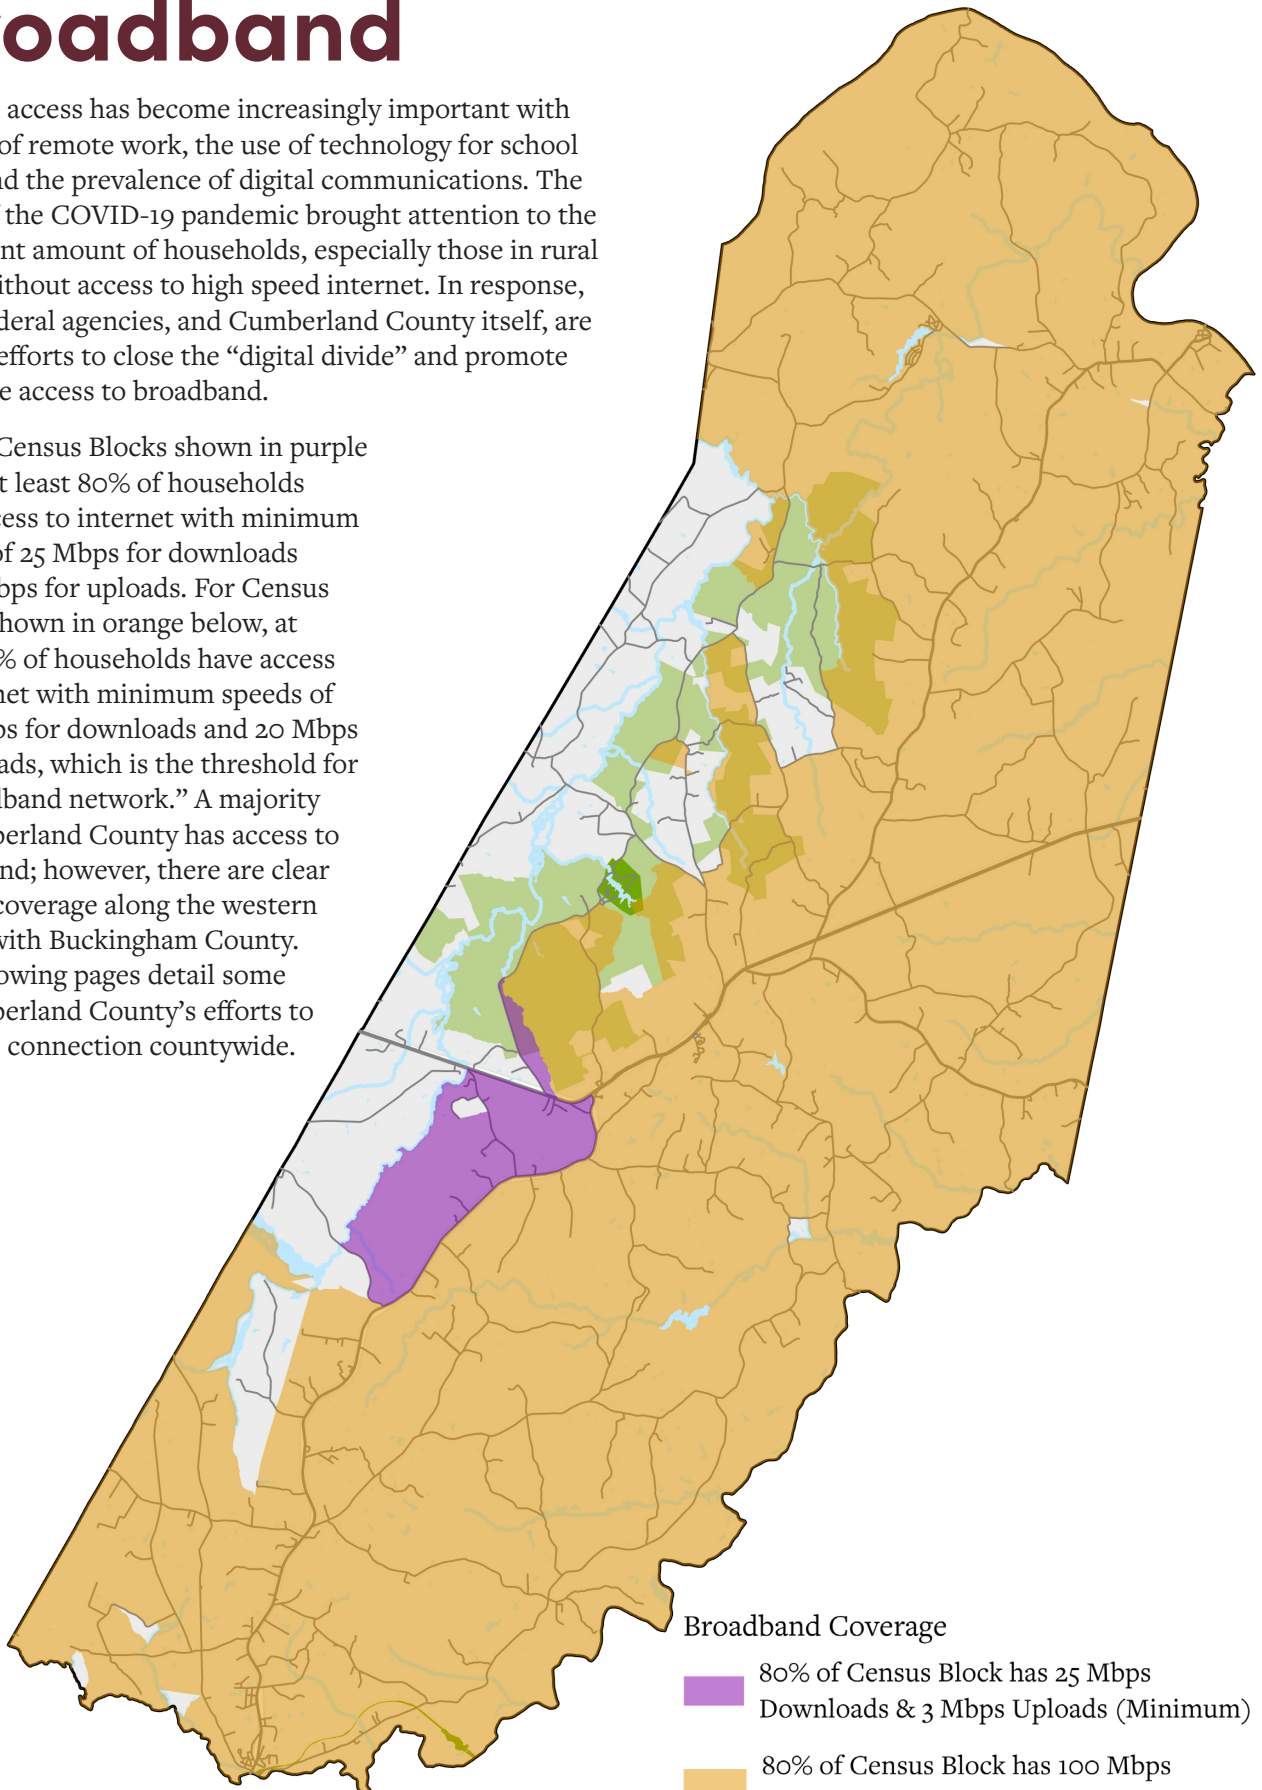 oadband
access has become increasingly important with
of remote work, the use of technology for school
nd the prevalence of digital communications. The
f the COVID-19 pandemic brought attention to the
nt amount of households, especially those in rural
ithout access to high speed internet. In response,
deral agencies, and Cumberland County itself, are
efforts to close the “digital divide” and promote
e access to broadband.
Census Blocks shown in purple
t least 80% of households
cess to internet with minimum
of 25 Mbps for downloads
bps for uploads. For Census
hown in orange below, at
% of households have access
net with minimum speeds of
ps for downloads and 20 Mbps
ads, which is the threshold for
lband network.” A majority
berland County has access to
nd; however, there are clear
coverage along the western
with Buckingham County.
owing pages detail some
berland County’s efforts to
connection countywide.
Broadband Coverage
80% of Census Block has 25 Mbps
Downloads & 3 Mbps Uploads (Minimum)
80% of Census Block has 100 Mbps